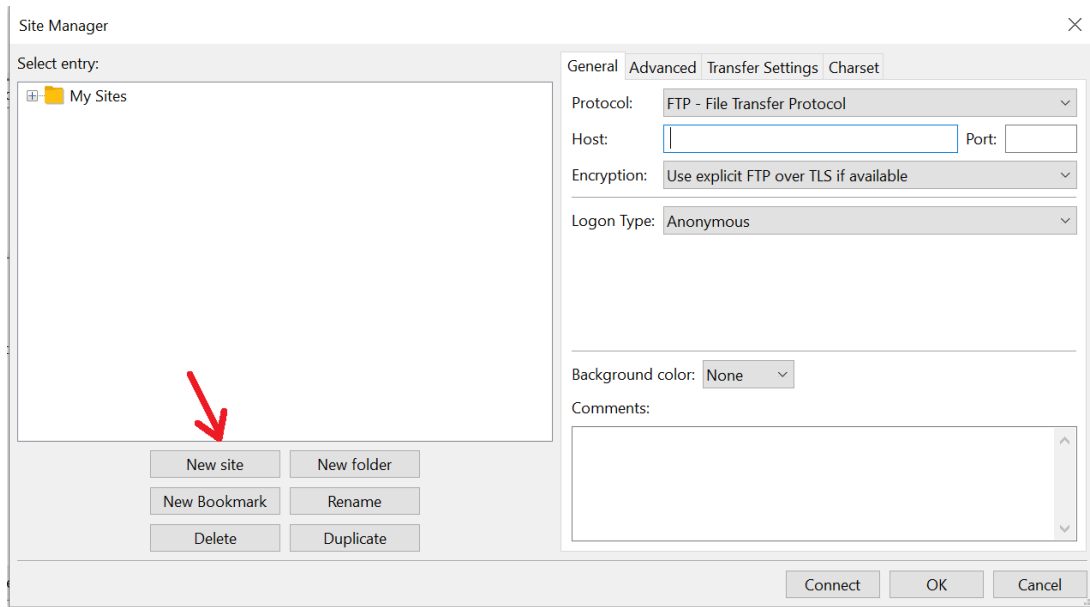 Site Manager
Select entry:
My Sites
New site
New folder
New Bookmark
Rename
Delete
Duplicate
General
Advanced
Transfer Settings
Charset
Protocol:
FTP - File Transfer Protocol
Host:
Port:
Encryption:
Use explicit FTP over TLS if available
Logon Type:
Anonymous
Background color:
None
Comments:
Connect
OK
Cancel